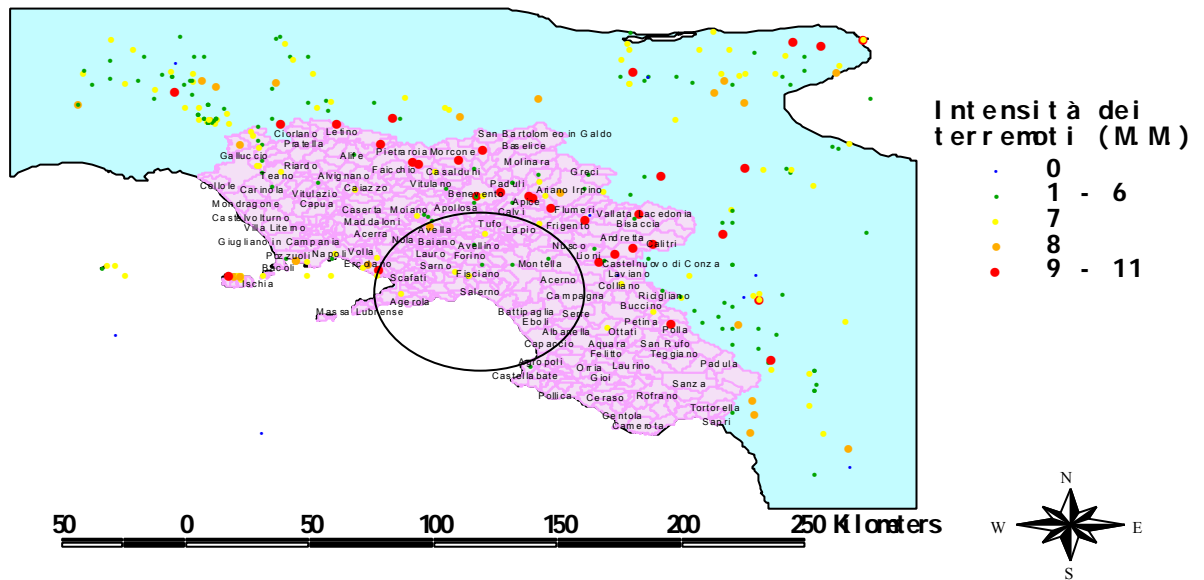 Intensità dei
terremoti (M.M.)
0
1 - 6
7
8
9 - 11
San Bartolomeo in Galdo
Ciorlano Letino
Pratella Baselice
Pietraroia Morcone
Galluccio Alife Molinara
Riardo Faicchio Casalduni Greci
Teano Alvignano
Cellole Carinola Caiazzo Vitulano Paduli Ariano Irpino
Vitulazio Benevento
Mondragone Capua Apice
Caserta Moiano Apollosa Calvi Flumeri
Castelvolturno Maddaloni Vallata Lacedonia
Villa Literno Avella Tufo Frigento Bisaccia
Acerra Lapio
Giugliano in Campania Nola Baiano Avellino Nusco Andretta Calitri
Pozzuoli Napoli Volla Lauro Forino Lioni
Bacoli Ercolano Sarno Montella Castelnuovo di Conza
Ischia Scafati Fisciano Laviano
Acerno Colliano
Agerola Salerno Campagna Ricigliano
Massa Lubrense Battipaglia Serre Buccino
Eboli Petina
Albanella Ottati Polla
Capaccio Aquara San Rufo
Felitto Teggiano
Agropoli Orria Laurino Padula
Castellabate Gioi
Sanza
Pollica Ceraso Rofrano
Tortorella
Centola Sapri
Camerota
50 0 50 100 150 200 250 Kilometers
N
W E
S